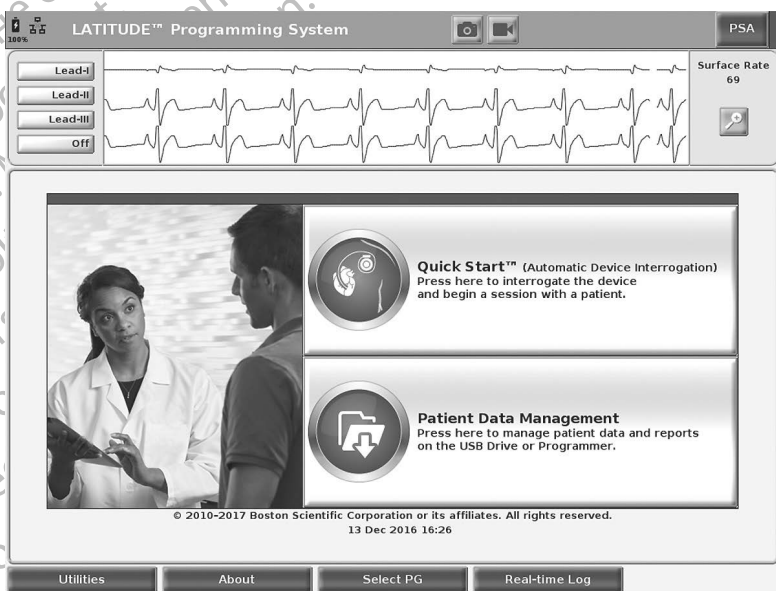 LATITUDE™ Programming System
PSA
100%
Lead-I
Lead-II
Lead-III
Off
Surface Rate
69
Quick Start™ (Automatic Device Interrogation)
Press here to interrogate the device
and begin a session with a patient.
Patient Data Management
Press here to manage patient data and reports
on the USB Drive or Programmer.
© 2010-2017 Boston Scientific Corporation or its affiliates. All rights reserved.
13 Dec 2016 16:26
Utilities
About
Select PG
Real-time Log